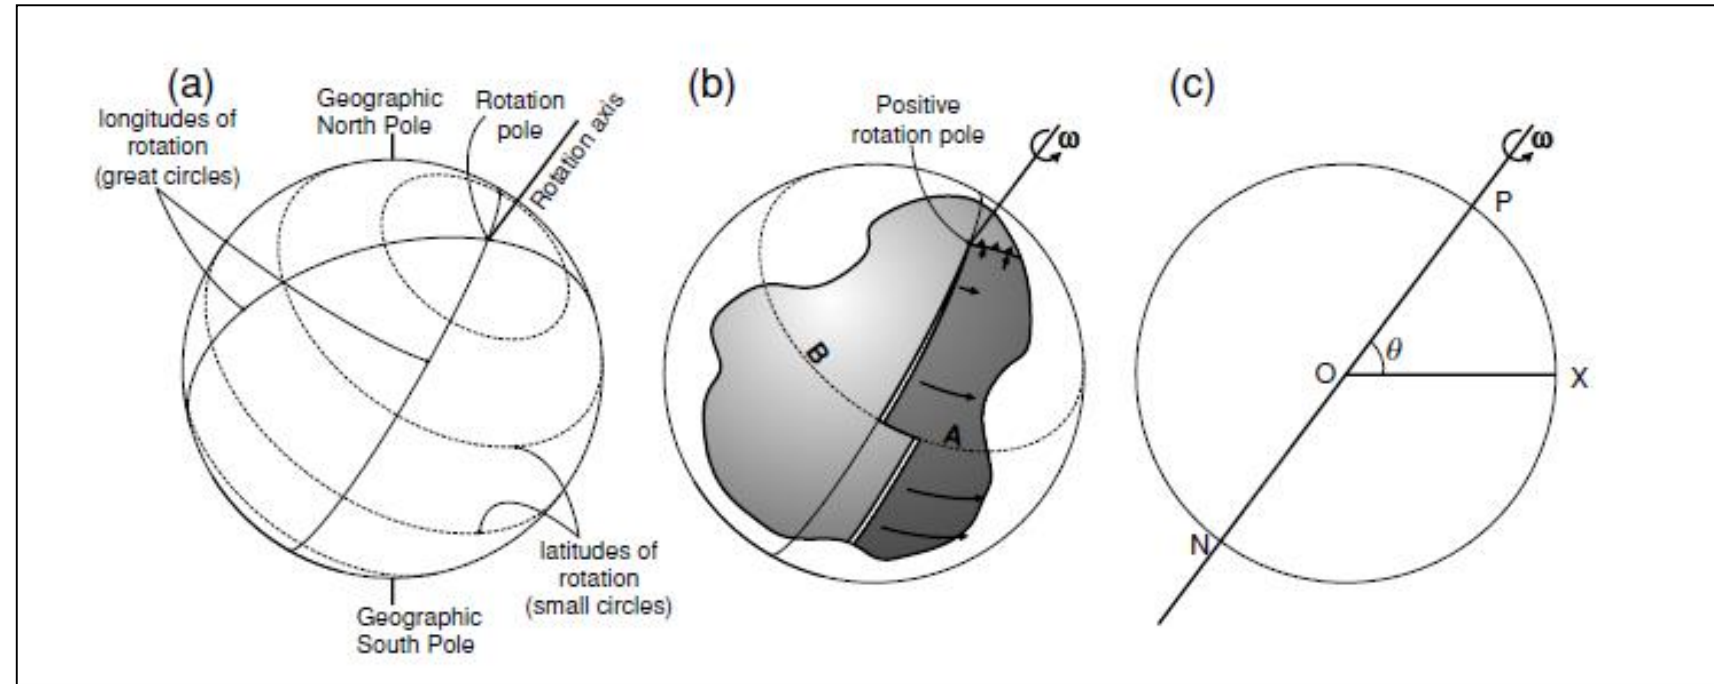 (a)
longitudes of
rotation
(great circles)
Geographic
North Pole
Rotation
pole
Rotation axis
latitudes of
rotation
(small circles)
Geographic
South Pole
(b)
Positive
rotation pole
ω
B
A
(c)
ω
P
θ
O
X
N